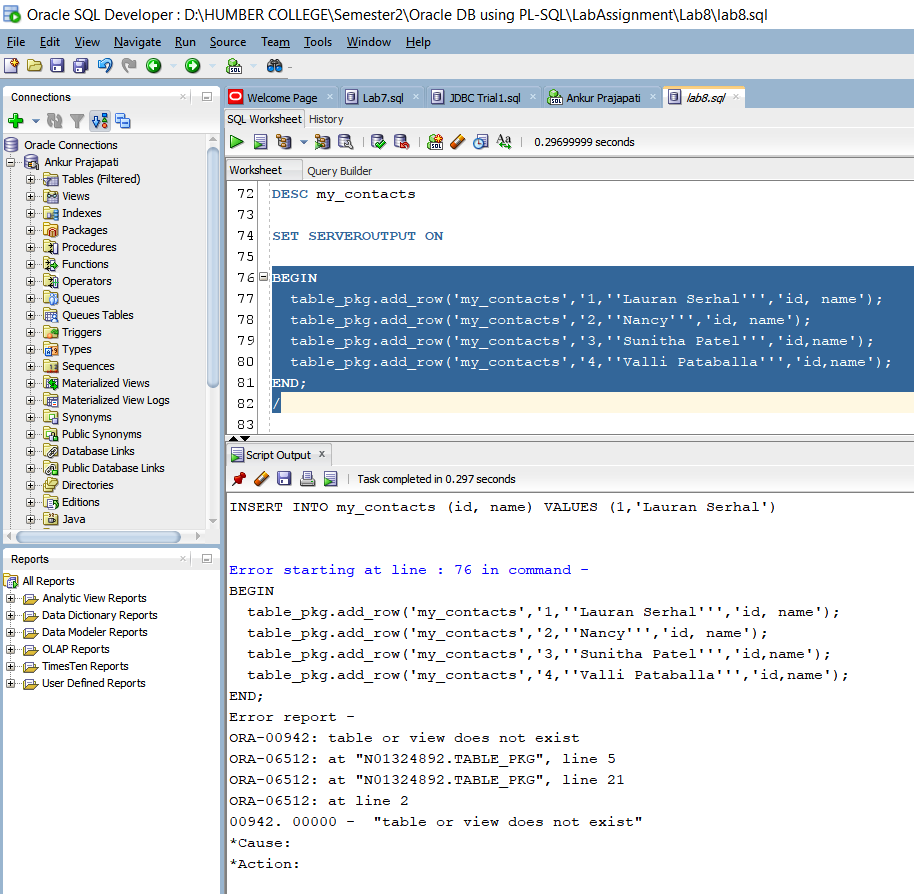 Oracle SQL Developer : D:\HUMBER COLLEGE\Semester2\Oracle DB using PL-SQL\LabAssignment\Lab8\lab8.sql
File Edit View Navigate Run Source Team Tools Window Help
Connections
Oracle Connections
Ankur Prajapati
Tables (Filtered)
Views
Indexes
Packages
Procedures
Functions
Operators
Queues
Queues Tables
Triggers
Types
Sequences
Materialized Views
Materialized View Logs
Synonyms
Public Synonyms
Database Links
Public Database Links
Directories
Editions
Java
Reports
All Reports
Analytic View Reports
Data Dictionary Reports
Data Modeler Reports
OLAP Reports
TimesTen Reports
User Defined Reports
Welcome Page Lab7.sql JDBC Trial1.sql Ankur Prajapati lab8.sql
SQL Worksheet History
0.29699999 seconds
Worksheet Query Builder
72 DESC my_contacts
73
74 SET SERVEROUTPUT ON
75
76 BEGIN
77 table_pkg.add_row('my_contacts','1,''Lauran Serhal''','id, name');
78 table_pkg.add_row('my_contacts','2,''Nancy''','id, name');
79 table_pkg.add_row('my_contacts','3,''Sunitha Patel''','id,name');
80 table_pkg.add_row('my_contacts','4,''Valli Pataballa''','id,name');
81 END;
82 /
83
Script Output
Task completed in 0.297 seconds
INSERT INTO my_contacts (id, name) VALUES (1,'Lauran Serhal')
Error starting at line : 76 in command -
BEGIN
table_pkg.add_row('my_contacts','1,''Lauran Serhal''','id, name');
table_pkg.add_row('my_contacts','2,''Nancy''','id, name');
table_pkg.add_row('my_contacts','3,''Sunitha Patel''','id,name');
table_pkg.add_row('my_contacts','4,''Valli Pataballa''','id,name');
END;
Error report -
ORA-00942: table or view does not exist
ORA-06512: at "N01324892.TABLE_PKG", line 5
ORA-06512: at "N01324892.TABLE_PKG", line 21
ORA-06512: at line 2
00942. 00000 - "table or view does not exist"
*Cause:
*Action: